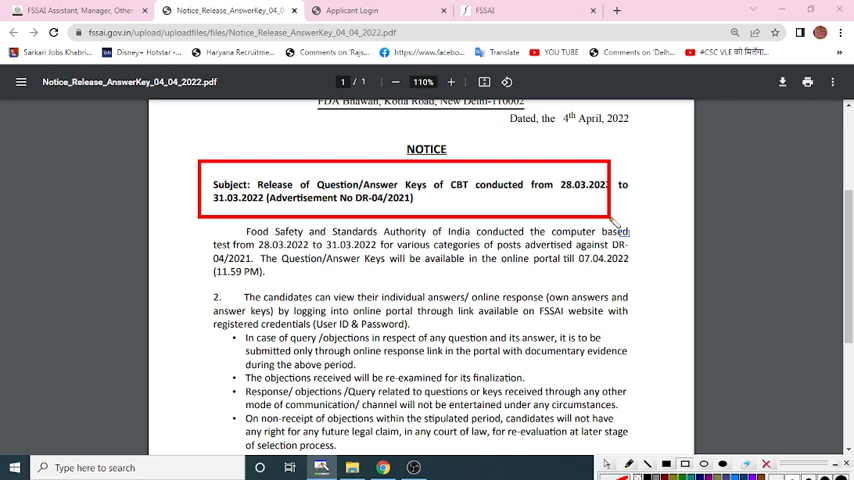 FSSAI Assistant, Manager, Other
Notice_Release_AnswerKey_04_04
Applicant Login
FSSAI
fssai.gov.in/upload/uploadfiles/files/Notice_Release_AnswerKey_04_04_2022.pdf
Sarkari Jobs Khabri...
Disney+ Hotstar -...
Haryana Recruitme...
Comments on 'Rajs...
https://www.facebo...
Translate
YOU TUBE
Comments on 'Delh...
#CSC VLE को मिलेगा...
Notice_Release_AnswerKey_04_04_2022.pdf
1 / 1
110%
FDA Bhawan, Kotla Road, New Delhi-110002
Dated, the 4th April, 2022
NOTICE
Subject: Release of Question/Answer Keys of CBT conducted from 28.03.2022 to
31.03.2022 (Advertisement No DR-04/2021)
Food Safety and Standards Authority of India conducted the computer based
test from 28.03.2022 to 31.03.2022 for various categories of posts advertised against DR-
04/2021. The Question/Answer Keys will be available in the online portal till 07.04.2022
(11.59 PM).
2. The candidates can view their individual answers/ online response (own answers and
answer keys) by logging into online portal through link available on FSSAI website with
registered credentials (User ID & Password).
• In case of query /objections in respect of any question and its answer, it is to be
submitted only through online response link in the portal with documentary evidence
during the above period.
• The objections received will be re-examined for its finalization.
• Response/ objections /Query related to questions or keys received through any other
mode of communication/ channel will not be entertained under any circumstances.
• On non-receipt of objections within the stipulated period, candidates will not have
any right for any future legal claim, in any court of law, for re-evaluation at later stage
of selection process.
Type here to search